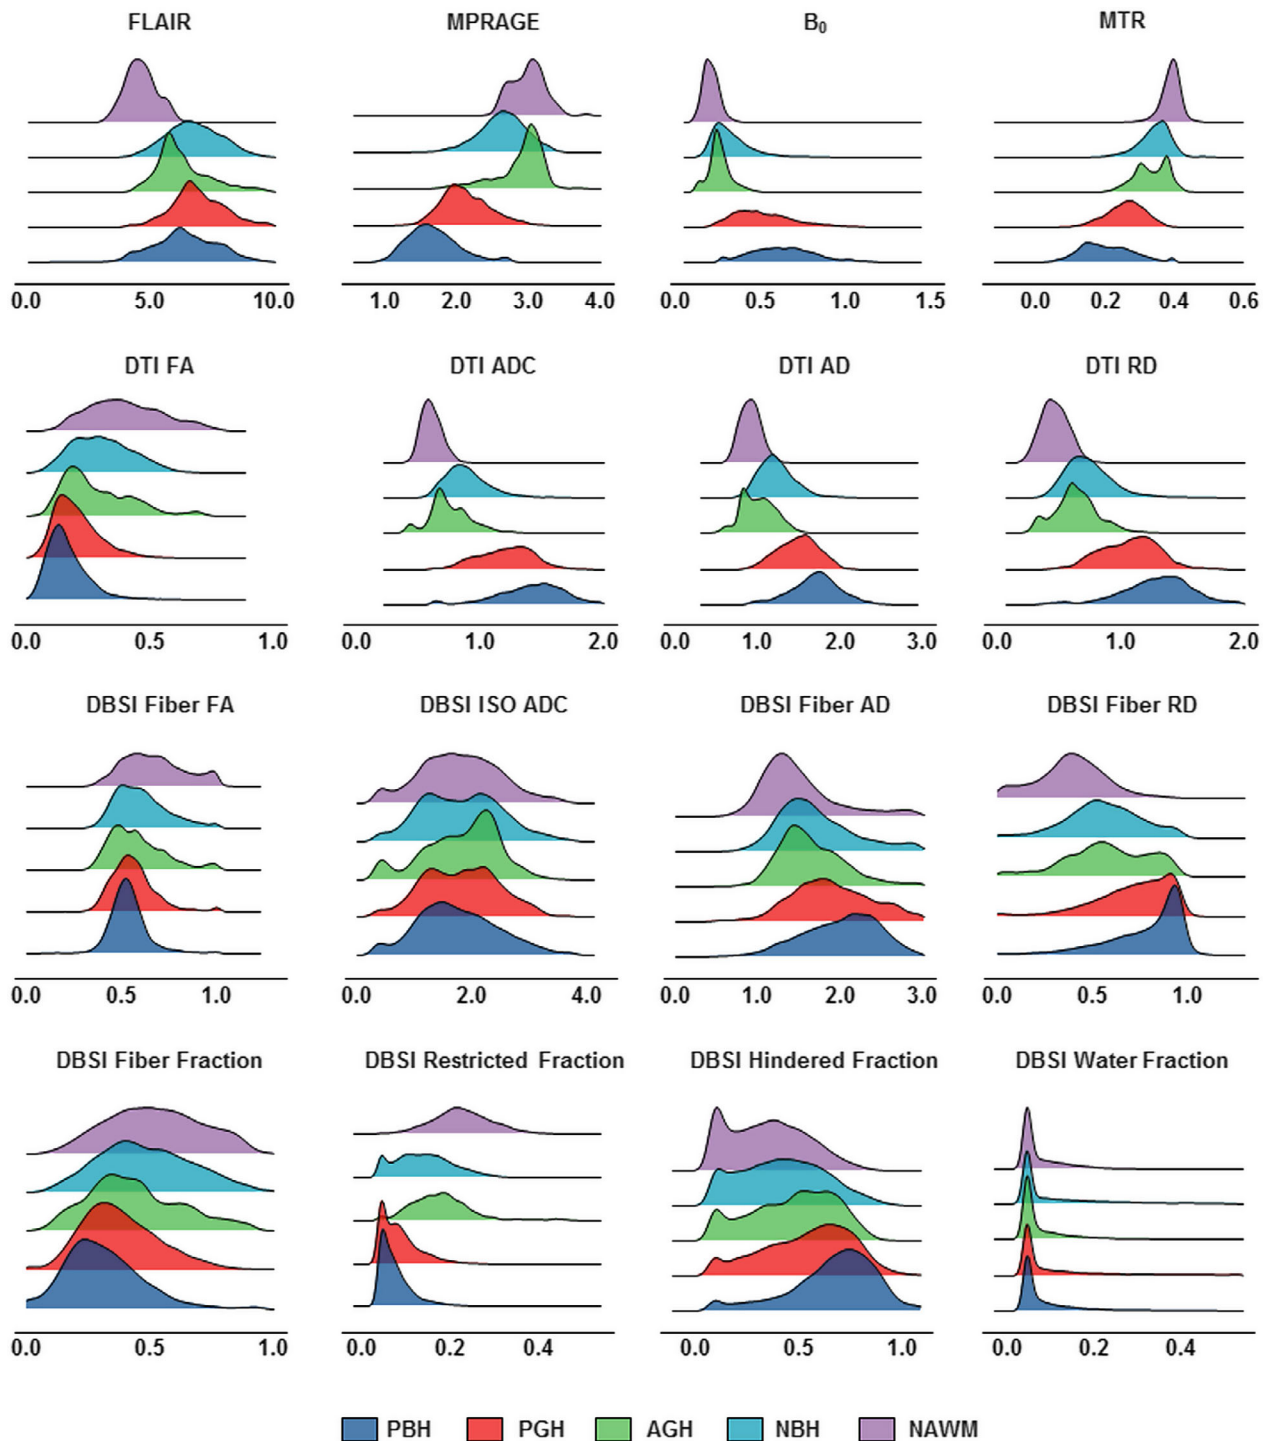 FLAIR MPRAGE B₀ MTR
0.0 5.0 10.0 1.0 2.0 3.0 4.0 0.0 0.5 1.0 1.5 0.0 0.2 0.4 0.6
DTI FA DTI ADC DTI AD DTI RD
0.0 0.5 1.0 0.0 1.0 2.0 0.0 1.0 2.0 3.0 0.0 1.0 2.0
DBSI Fiber FA DBSI ISO ADC DBSI Fiber AD DBSI Fiber RD
0.0 0.5 1.0 0.0 2.0 4.0 0.0 1.0 2.0 3.0 0.0 0.5 1.0
DBSI Fiber Fraction DBSI Restricted Fraction DBSI Hindered Fraction DBSI Water Fraction
0.0 0.5 1.0 0.0 0.2 0.4 0.0 0.5 1.0 0.0 0.2 0.4
PBH PGH AGH NBH NAWM